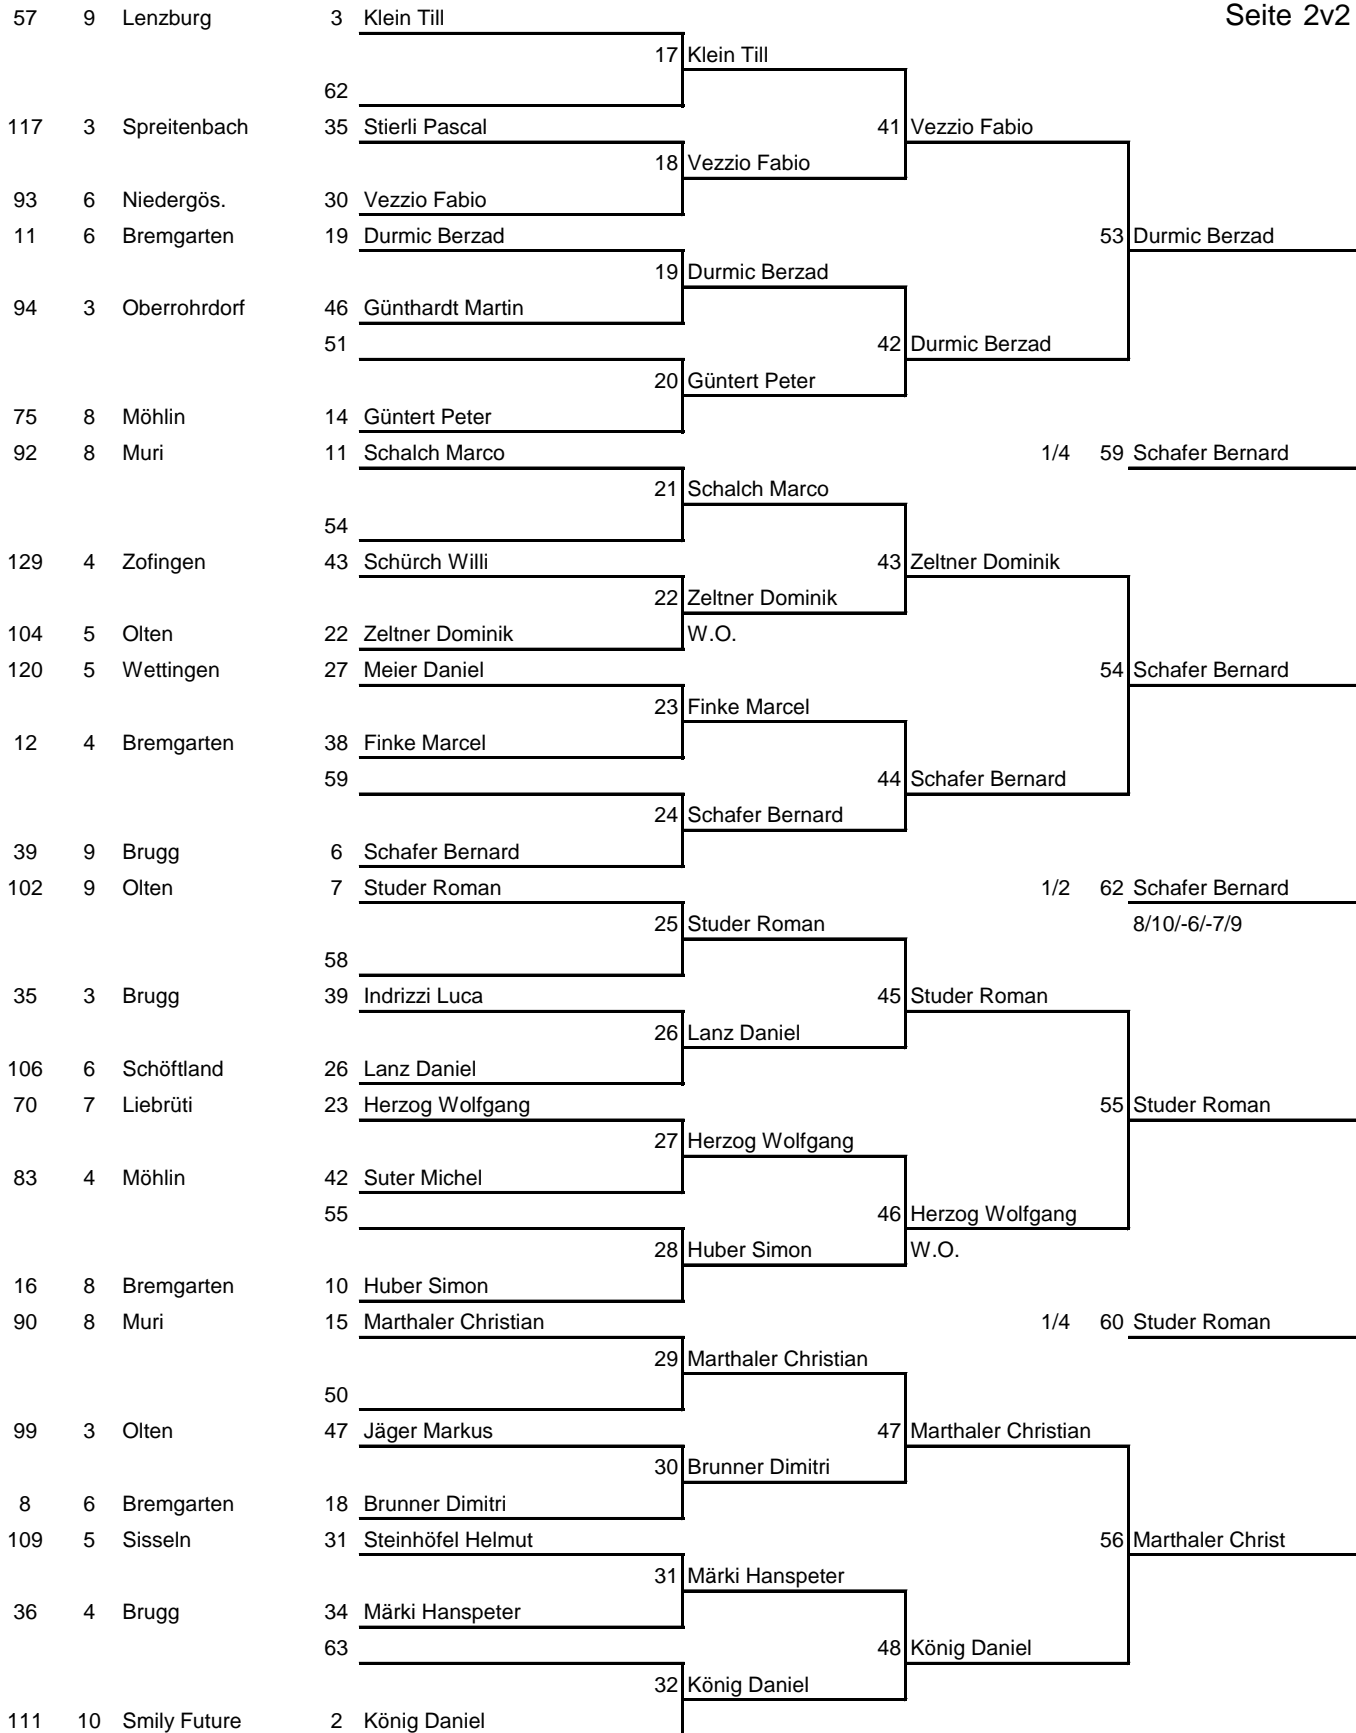 57 9 Lenzburg 3 Klein Till Seite 2v2
17 Klein Till
62
117 3 Spreitenbach 35 Stierli Pascal 41 Vezzio Fabio
18 Vezzio Fabio
93 6 Niedergös. 30 Vezzio Fabio
11 6 Bremgarten 19 Durmic Berzad 53 Durmic Berzad
19 Durmic Berzad
94 3 Oberrohrdorf 46 Günthardt Martin
51 42 Durmic Berzad
20 Güntert Peter
75 8 Möhlin 14 Güntert Peter
92 8 Muri 11 Schalch Marco 1/4 59 Schafer Bernard
21 Schalch Marco
54
129 4 Zofingen 43 Schürch Willi 43 Zeltner Dominik
22 Zeltner Dominik
104 5 Olten 22 Zeltner Dominik W.O.
120 5 Wettingen 27 Meier Daniel 54 Schafer Bernard
23 Finke Marcel
12 4 Bremgarten 38 Finke Marcel
59 44 Schafer Bernard
24 Schafer Bernard
39 9 Brugg 6 Schafer Bernard
102 9 Olten 7 Studer Roman 1/2 62 Schafer Bernard
25 Studer Roman 8/10/-6/-7/9
58
35 3 Brugg 39 Indrizzi Luca 45 Studer Roman
26 Lanz Daniel
106 6 Schöftland 26 Lanz Daniel
70 7 Liebrüti 23 Herzog Wolfgang 55 Studer Roman
27 Herzog Wolfgang
83 4 Möhlin 42 Suter Michel
55 46 Herzog Wolfgang
28 Huber Simon W.O.
16 8 Bremgarten 10 Huber Simon
90 8 Muri 15 Marthaler Christian 1/4 60 Studer Roman
29 Marthaler Christian
50
99 3 Olten 47 Jäger Markus 47 Marthaler Christian
30 Brunner Dimitri
8 6 Bremgarten 18 Brunner Dimitri
109 5 Sisseln 31 Steinhöfel Helmut 56 Marthaler Christ
31 Märki Hanspeter
36 4 Brugg 34 Märki Hanspeter
63 48 König Daniel
32 König Daniel
111 10 Smily Future 2 König Daniel